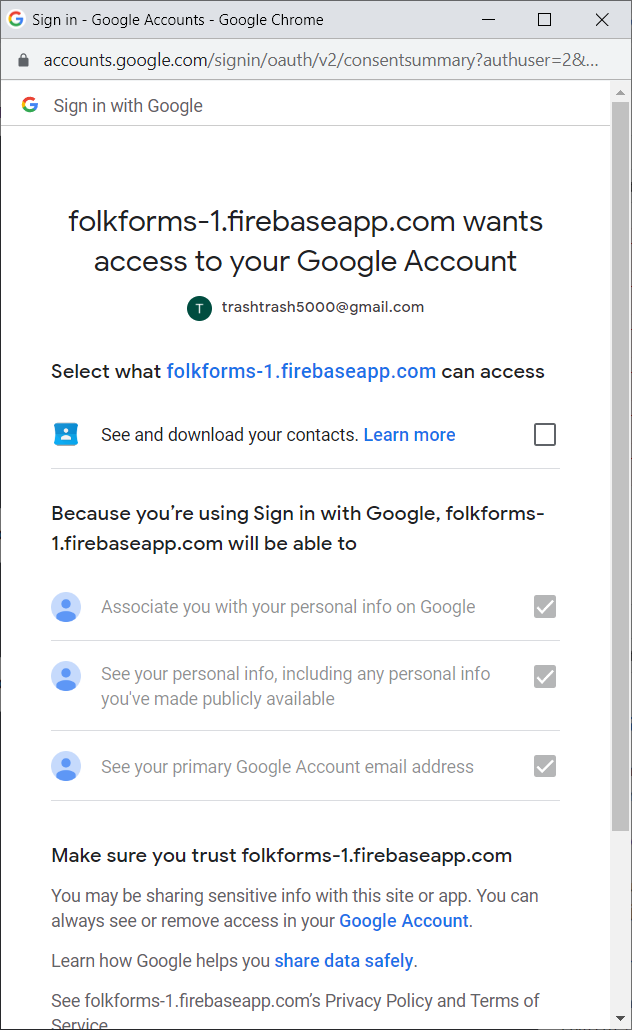 Sign in - Google Accounts - Google Chrome
accounts.google.com/signin/oauth/v2/consentsummary?authuser=2&...
Sign in with Google
folkforms-1.firebaseapp.com wants
access to your Google Account
T trashtrash5000@gmail.com
Select what folkforms-1.firebaseapp.com can access
See and download your contacts. Learn more
Because you're using Sign in with Google, folkforms-
1.firebaseapp.com will be able to
Associate you with your personal info on Google
See your personal info, including any personal info
you've made publicly available
See your primary Google Account email address
Make sure you trust folkforms-1.firebaseapp.com
You may be sharing sensitive info with this site or app. You can
always see or remove access in your Google Account.
Learn how Google helps you share data safely.
See folkforms-1.firebaseapp.com's Privacy Policy and Terms of
Service